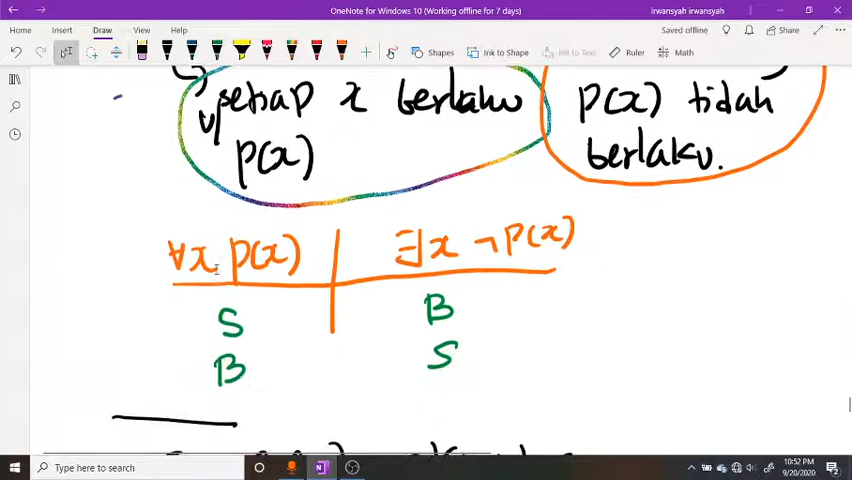 OneNote for Windows 10 (Working offline for 7 days)
irwansyah irwansyah
Home Insert Draw View Help
Saved offline Share
Shapes Ink to Shape Ink to Text Ruler Math
setiap x berlaku
p(x)
p(x) tidak
berlaku.
∀x p(x) ∃x ¬p(x)
S B
B S
Type here to search
10:52 PM
9/20/2020
2